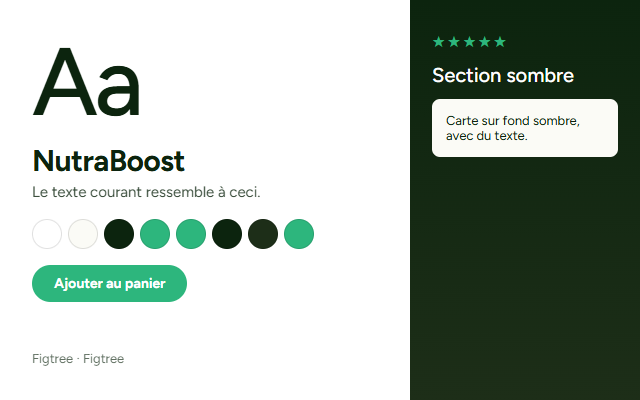 Aa
NutraBoost
Le texte courant ressemble à ceci.
Ajouter au panier
Figtree · Figtree
★★★★★
Section sombre
Carte sur fond sombre,
avec du texte.